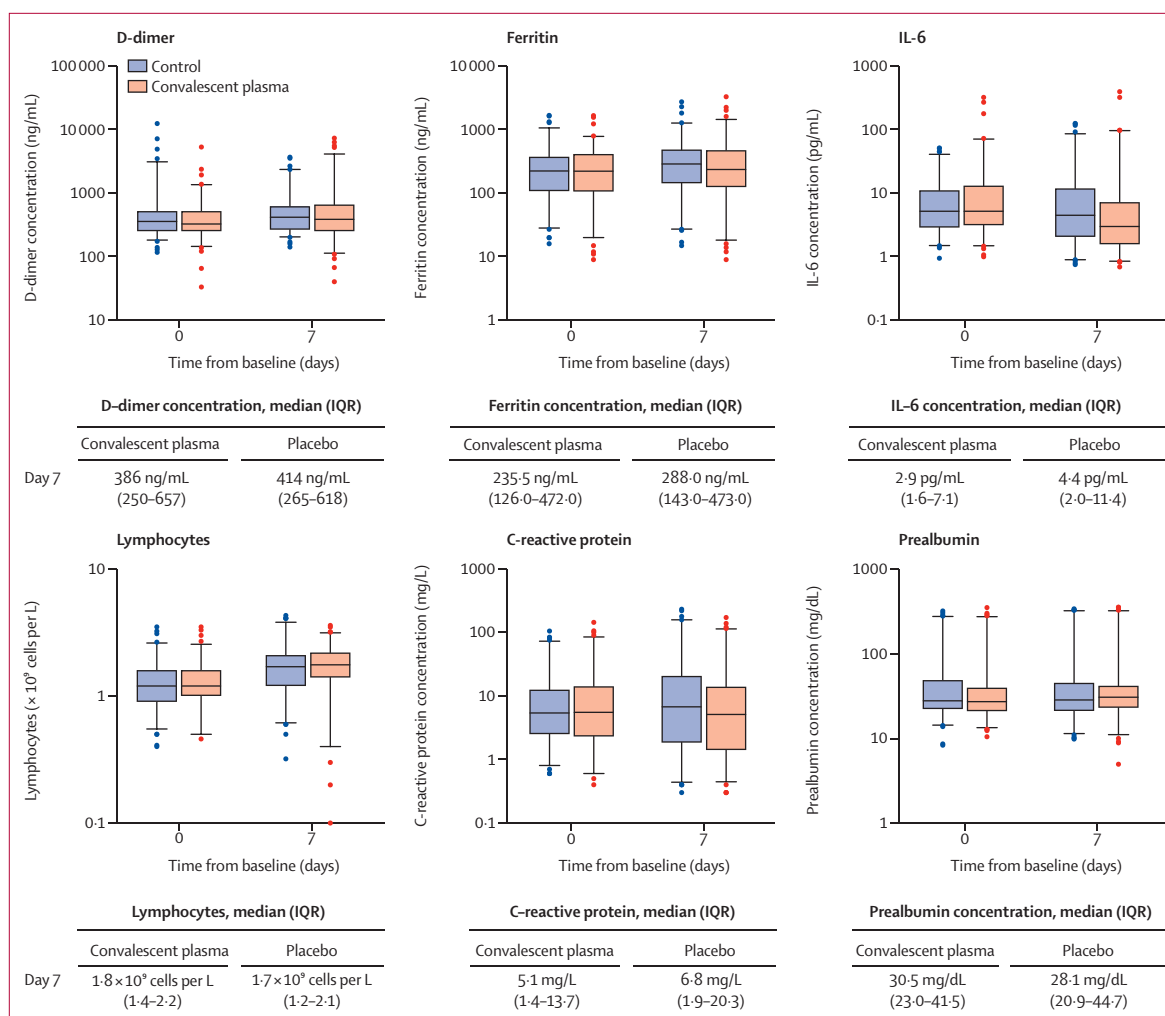 D-dimer
Control
Convalescent plasma
D-dimer concentration (ng/mL)
100 000
10 000
1000
100
10
0
7
Time from baseline (days)
Ferritin
Ferritin concentration (ng/mL)
10 000
1000
100
10
1
0
7
Time from baseline (days)
IL-6
IL-6 concentration (pg/mL)
1000
100
10
1
0·1
0
7
Time from baseline (days)
D-dimer concentration, median (IQR)
Convalescent plasma
Placebo
Day 7
386 ng/mL
(250–657)
414 ng/mL
(265–618)
Ferritin concentration, median (IQR)
Convalescent plasma
Placebo
235·5 ng/mL
(126·0–472·0)
288·0 ng/mL
(143·0–473·0)
IL-6 concentration, median (IQR)
Convalescent plasma
Placebo
2·9 pg/mL
(1·6–7·1)
4·4 pg/mL
(2·0–11·4)
Lymphocytes
Lymphocytes (× 10⁹ cells per L)
10
1
0·1
0
7
Time from baseline (days)
C-reactive protein
C-reactive protein concentration (mg/L)
1000
100
10
1
0·1
0
7
Time from baseline (days)
Prealbumin
Prealbumin concentration (mg/dL)
1000
100
10
1
0
7
Time from baseline (days)
Lymphocytes, median (IQR)
Convalescent plasma
Placebo
Day 7
1·8 × 10⁹ cells per L
(1·4–2·2)
1·7 × 10⁹ cells per L
(1·2–2·1)
C-reactive protein, median (IQR)
Convalescent plasma
Placebo
5·1 mg/L
(1·4–13·7)
6·8 mg/L
(1·9–20·3)
Prealbumin concentration, median (IQR)
Convalescent plasma
Placebo
30·5 mg/dL
(23·0–41·5)
28·1 mg/dL
(20·9–44·7)